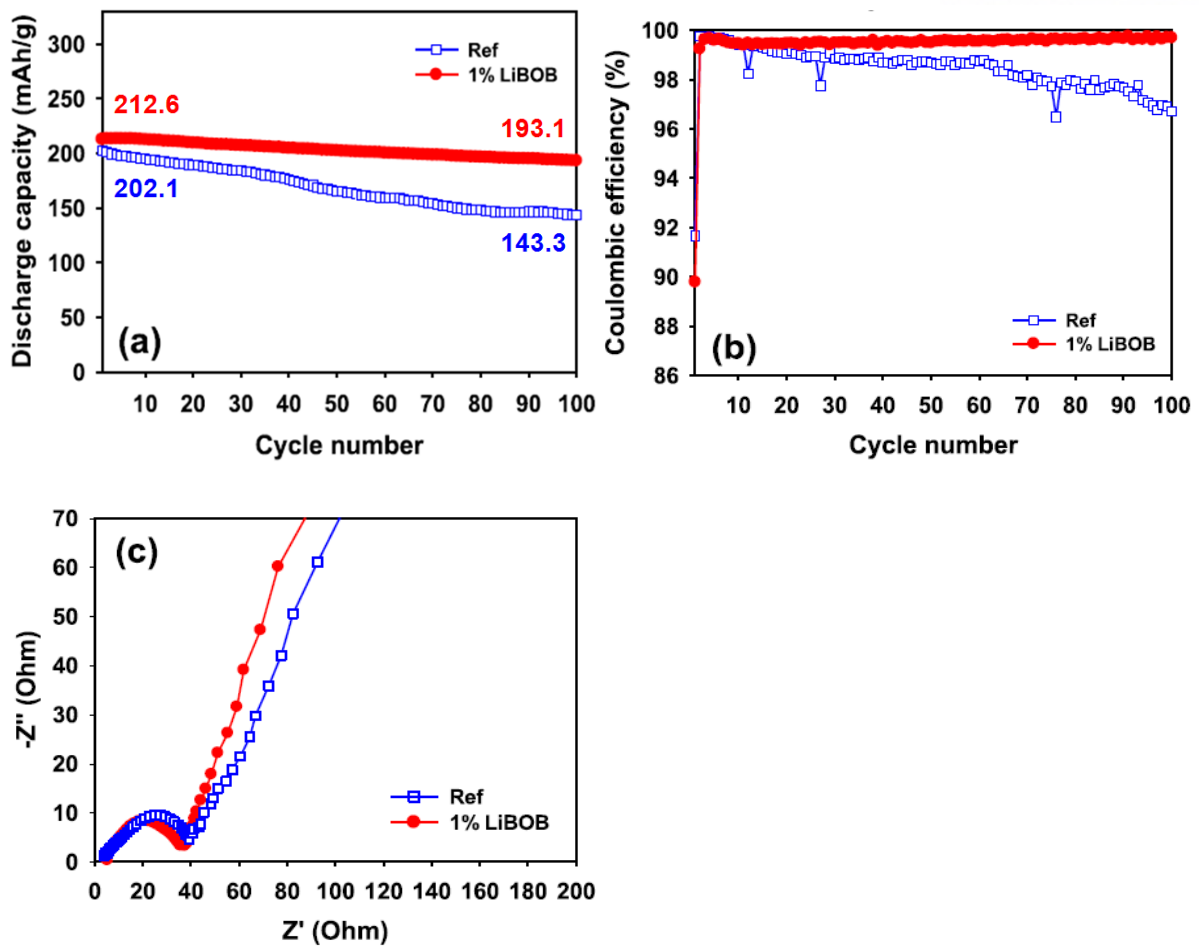 Discharge capacity (mAh/g)
300
250
200
150
100
50
0
Ref
1% LiBOB
212.6
193.1
202.1
143.3
(a)
10 20 30 40 50 60 70 80 90 100
Cycle number
Coulombic efficiency (%)
100
98
96
94
92
90
88
86
Ref
1% LiBOB
(b)
10 20 30 40 50 60 70 80 90 100
Cycle number
-Z'' (Ohm)
70
60
50
40
30
20
10
0
(c)
Ref
1% LiBOB
0 20 40 60 80 100 120 140 160 180 200
Z' (Ohm)